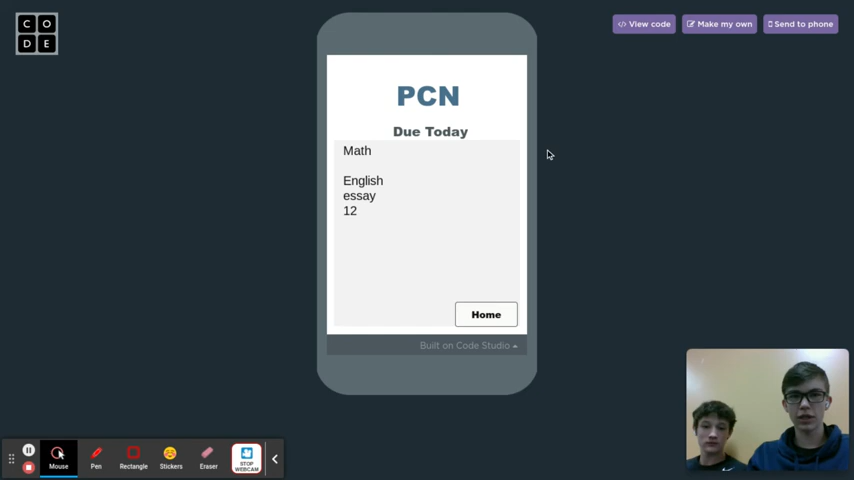 CODE
View code
Make my own
Send to phone
PCN
Due Today
Math
English
essay
12
Home
Built on Code Studio
Mouse
Pen
Rectangle
Stickers
Eraser
STOP
WEBCAM